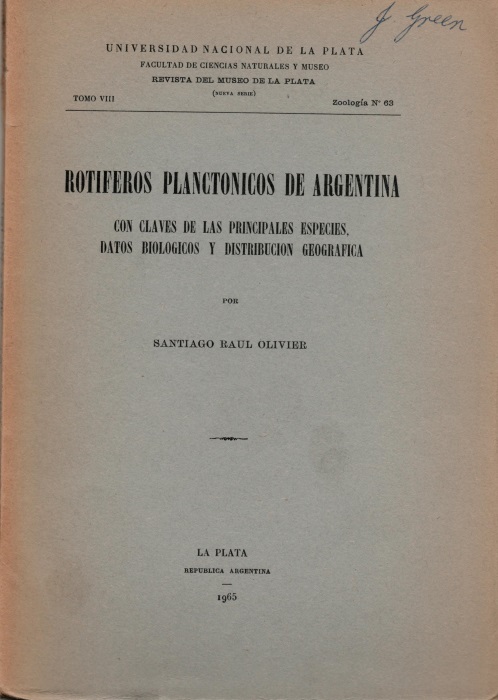 J. Green
UNIVERSIDAD NACIONAL DE LA PLATA
FACULTAD DE CIENCIAS NATURALES Y MUSEO
REVISTA DEL MUSEO DE LA PLATA
(NUEVA SERIE)
TOMO VIII
Zoología Nº 63
ROTIFEROS PLANCTONICOS DE ARGENTINA
CON CLAVES DE LAS PRINCIPALES ESPECIES,
DATOS BIOLOGICOS Y DISTRIBUCION GEOGRAFICA
POR
SANTIAGO RAUL OLIVIER
LA PLATA
REPUBLICA ARGENTINA
1965